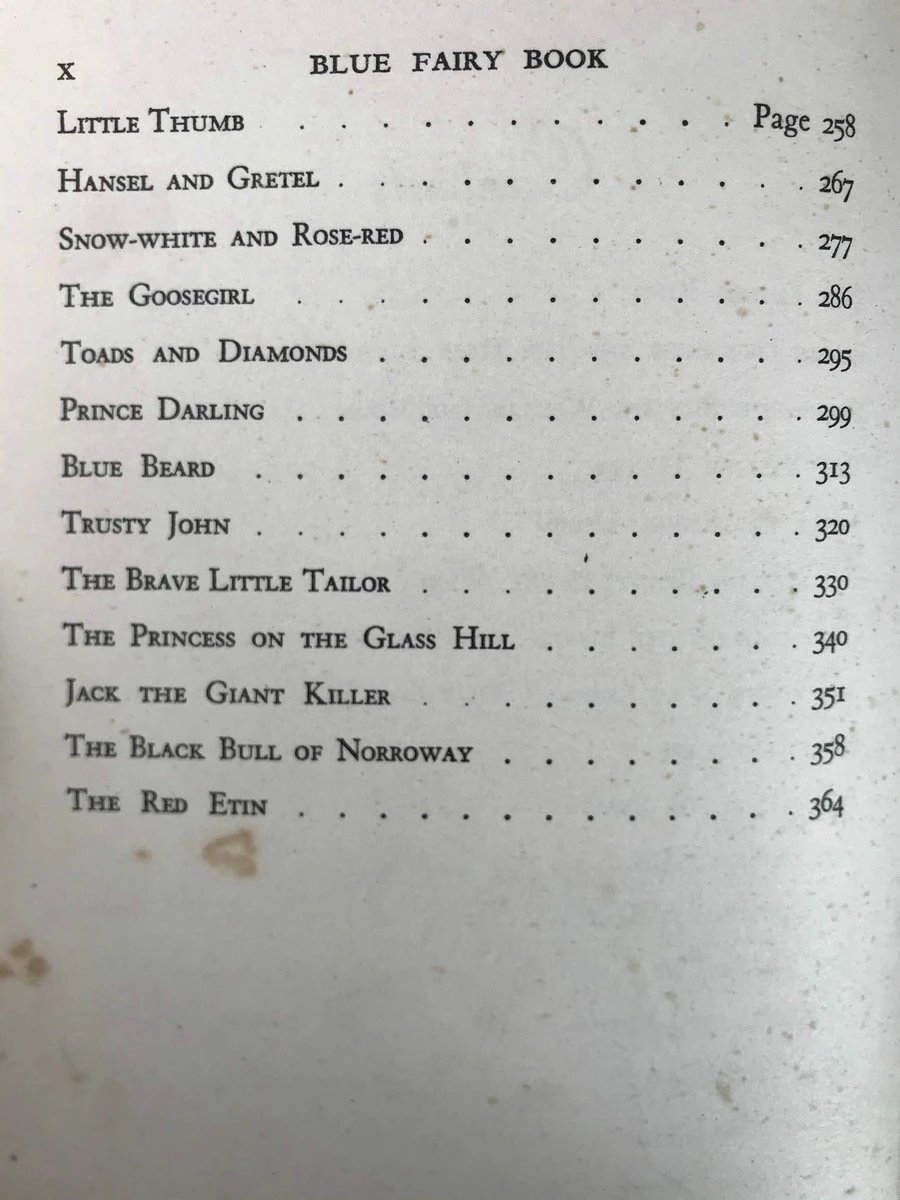 x BLUE FAIRY BOOK
LITTLE THUMB . . . . . . . . . . . Page 258
HANSEL AND GRETEL . . . . . . . . . . . . 267
SNOW-WHITE AND ROSE-RED . . . . . . . . . . 277
THE GOOSEGIRL . . . . . . . . . . . . . 286
TOADS AND DIAMONDS . . . . . . . . . . . 295
PRINCE DARLING . . . . . . . . . . . . . 299
BLUE BEARD . . . . . . . . . . . . . . 313
TRUSTY JOHN . . . . . . . . . . . . . . 320
THE BRAVE LITTLE TAILOR . . . . . . . . . . 330
THE PRINCESS ON THE GLASS HILL . . . . . . . 340
JACK THE GIANT KILLER . . . . . . . . . . 351
THE BLACK BULL OF NORROWAY . . . . . . . . 358
THE RED ETIN . . . . . . . . . . . . . 364